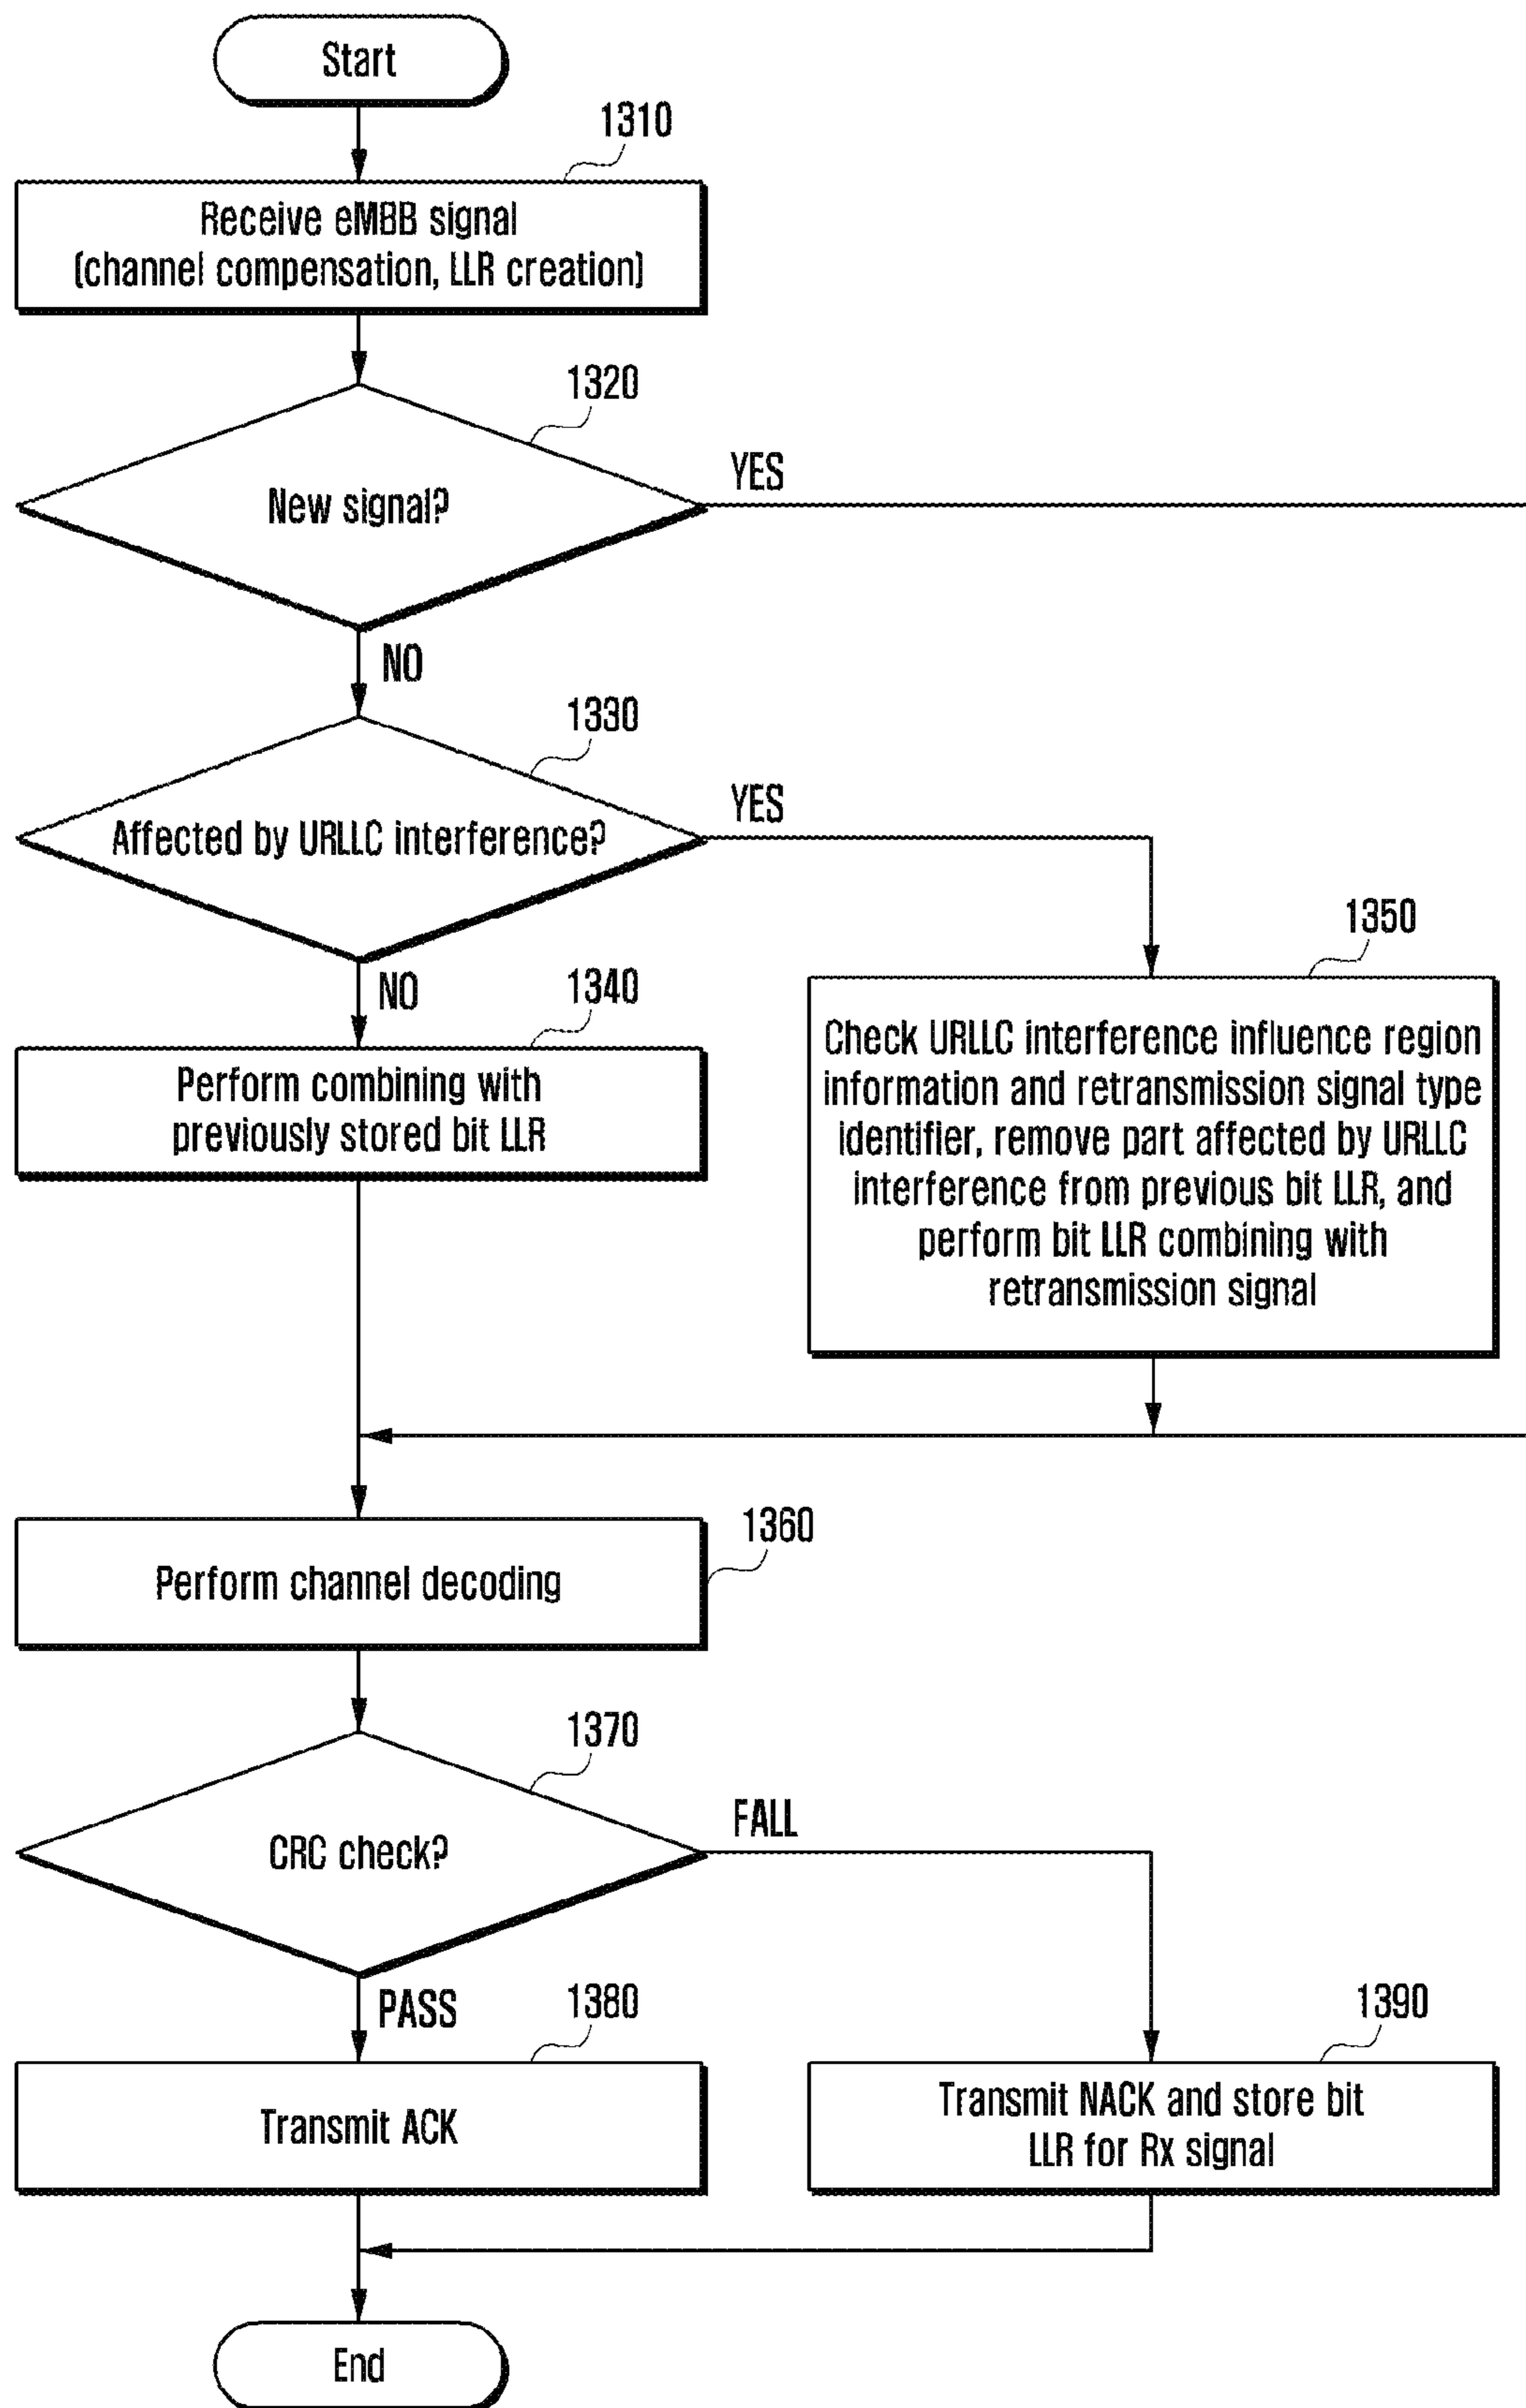 Start
1310
Receive eMBB signal
(channel compensation, LLR creation)
1320
New signal?
YES
NO
1330
Affected by URLLC interference?
YES
NO
1340
Perform combining with
previously stored bit LLR
1350
Check URLLC interference influence region
information and retransmission signal type
identifier, remove part affected by URLLC
interference from previous bit LLR, and
perform bit LLR combining with
retransmission signal
1360
Perform channel decoding
1370
CRC check?
FALL
PASS
1380
Transmit ACK
1390
Transmit NACK and store bit
LLR for Rx signal
End